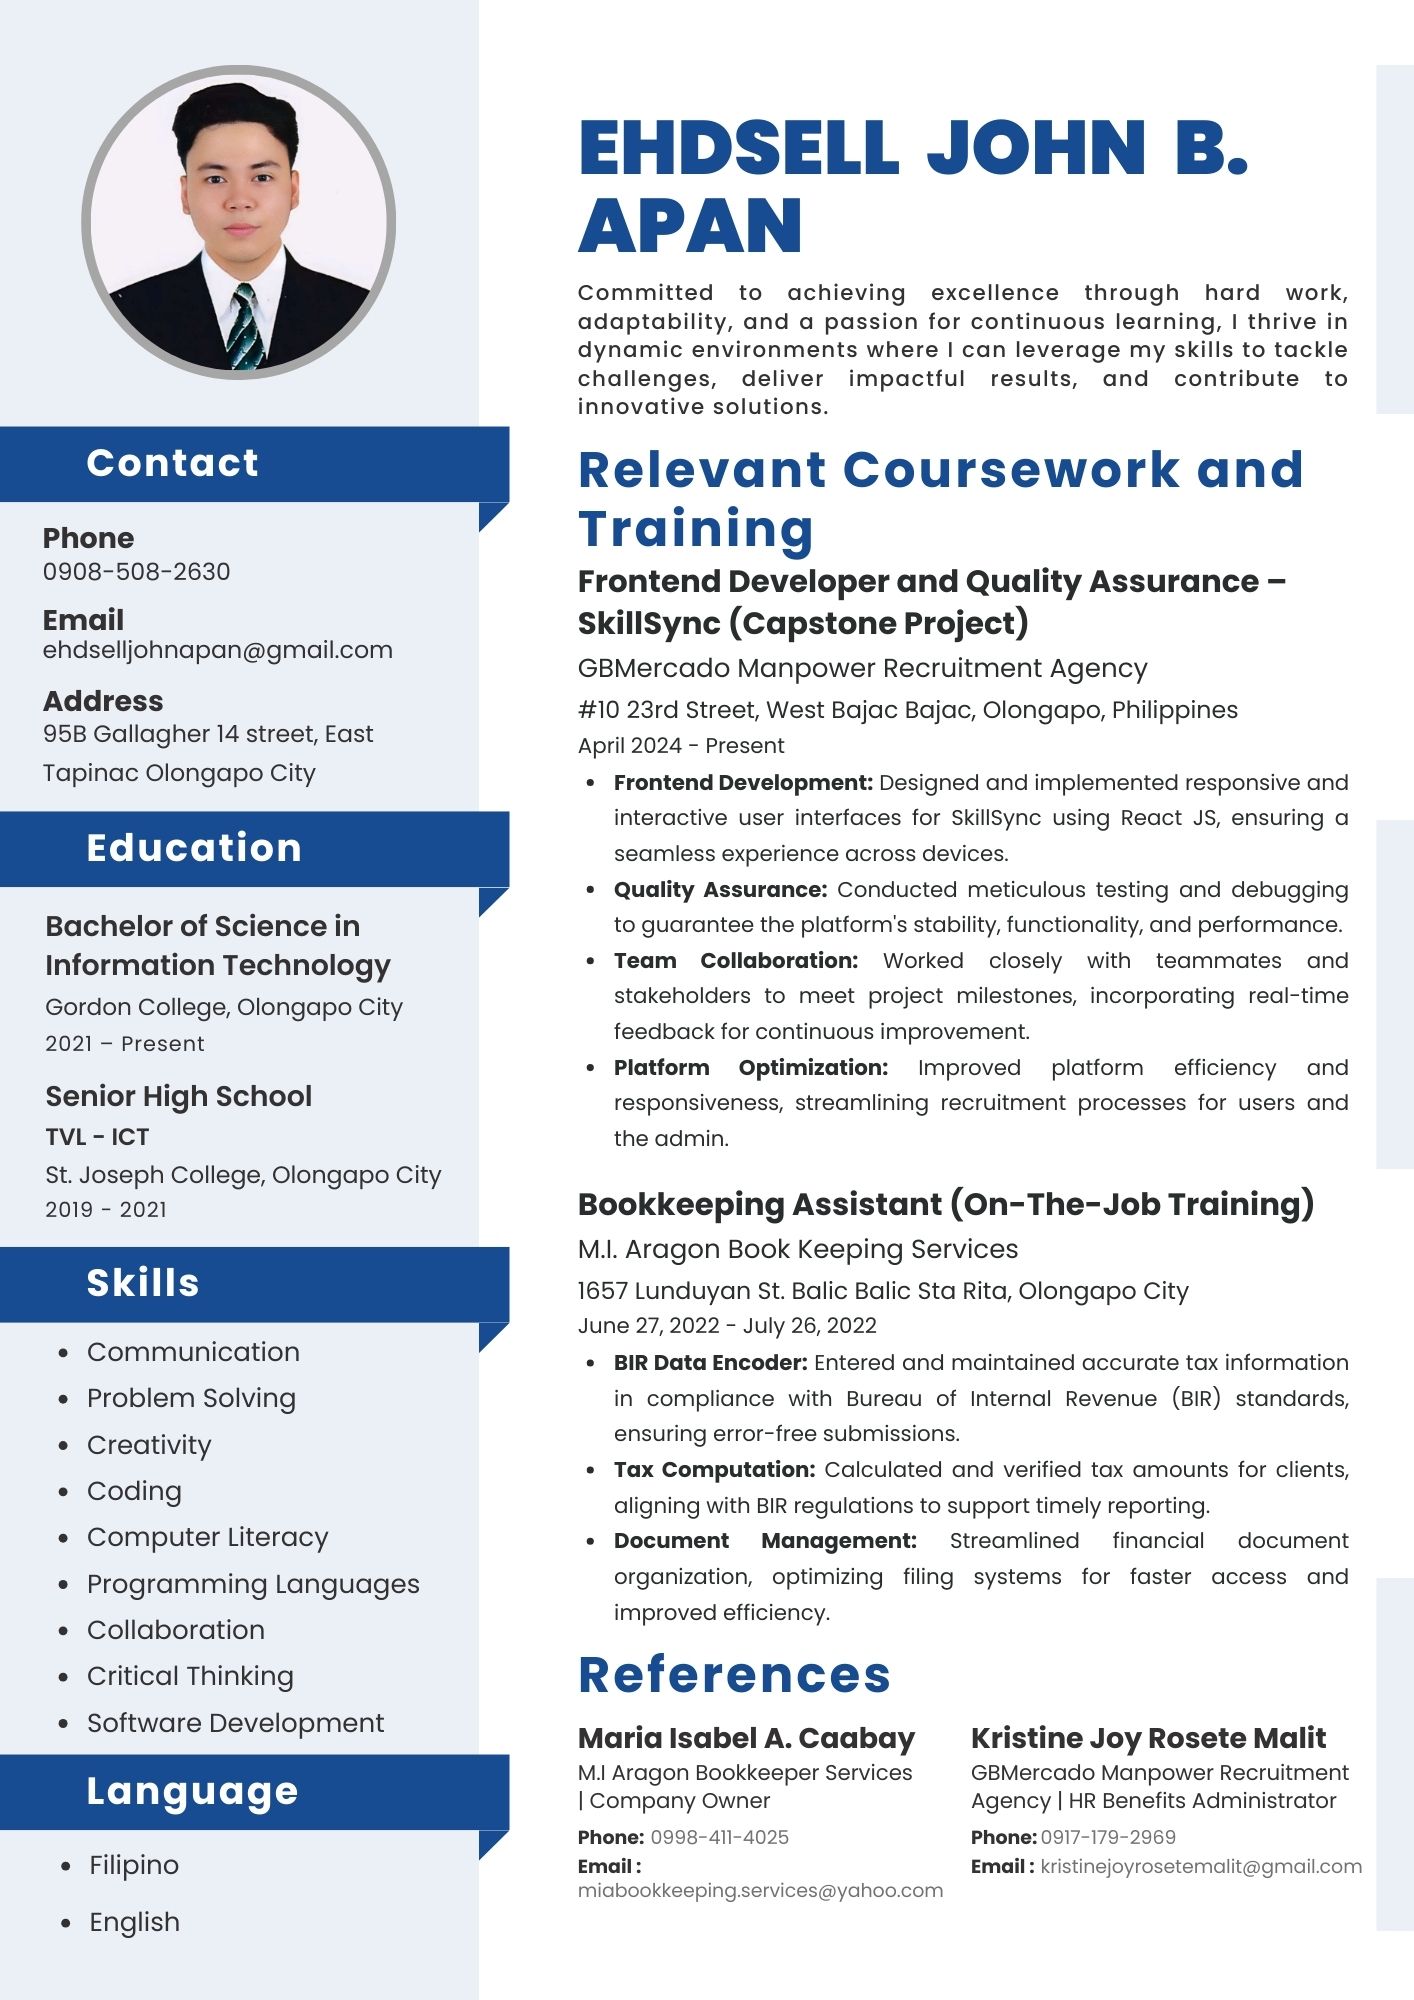 Contact
Phone
0908-508-2630
Email
ehdselljohnapan@gmail.com
Address
95B Gallagher 14 street, East
Tapinac Olongapo City
Education
Bachelor of Science in
Information Technology
Gordon College, Olongapo City
2021 – Present
Senior High School
TVL - ICT
St. Joseph College, Olongapo City
2019 - 2021
Skills
• Communication
• Problem Solving
• Creativity
• Coding
• Computer Literacy
• Programming Languages
• Collaboration
• Critical Thinking
• Software Development
Language
• Filipino
• English
EHDSELL JOHN B.
APAN
Committed to achieving excellence through hard work,
adaptability, and a passion for continuous learning, I thrive in
dynamic environments where I can leverage my skills to tackle
challenges, deliver impactful results, and contribute to
innovative solutions.
Relevant Coursework and
Training
Frontend Developer and Quality Assurance –
SkillSync (Capstone Project)
GBMercado Manpower Recruitment Agency
#10 23rd Street, West Bajac Bajac, Olongapo, Philippines
April 2024 - Present
• Frontend Development: Designed and implemented responsive and
interactive user interfaces for SkillSync using React JS, ensuring a
seamless experience across devices.
• Quality Assurance: Conducted meticulous testing and debugging
to guarantee the platform's stability, functionality, and performance.
• Team Collaboration: Worked closely with teammates and
stakeholders to meet project milestones, incorporating real-time
feedback for continuous improvement.
• Platform Optimization: Improved platform efficiency and
responsiveness, streamlining recruitment processes for users and
the admin.
Bookkeeping Assistant (On-The-Job Training)
M.I. Aragon Book Keeping Services
1657 Lunduyan St. Balic Balic Sta Rita, Olongapo City
June 27, 2022 - July 26, 2022
• BIR Data Encoder: Entered and maintained accurate tax information
in compliance with Bureau of Internal Revenue (BIR) standards,
ensuring error-free submissions.
• Tax Computation: Calculated and verified tax amounts for clients,
aligning with BIR regulations to support timely reporting.
• Document Management: Streamlined financial document
organization, optimizing filing systems for faster access and
improved efficiency.
References
Maria Isabel A. Caabay
M.I Aragon Bookkeeper Services
| Company Owner
Phone: 0998-411-4025
Email :
miabookkeeping.services@yahoo.com
Kristine Joy Rosete Malit
GBMercado Manpower Recruitment
Agency | HR Benefits Administrator
Phone: 0917-179-2969
Email : kristinejoyrosetemalit@gmail.com